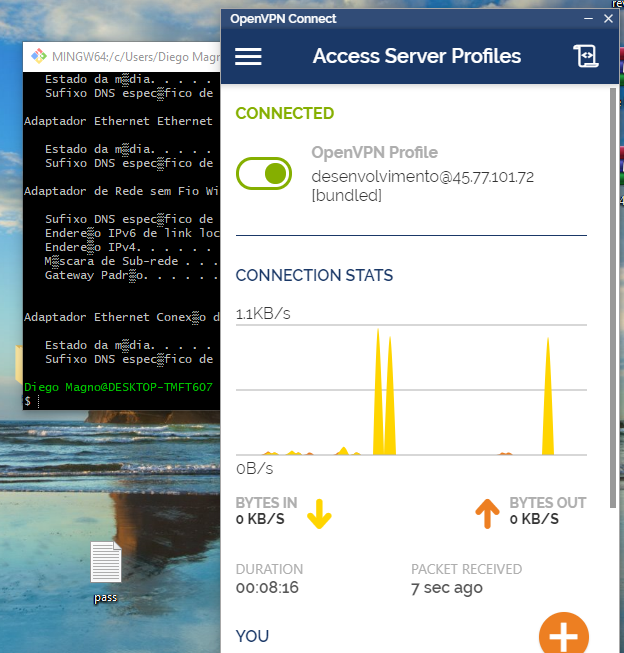 MINGW64:/c/Users/Diego Magn
Estado da m▒dia. . . . .
Sufixo DNS espec▒fico de
Adaptador Ethernet Ethernet
Estado da m▒dia. . . . .
Sufixo DNS espec▒fico de
Adaptador de Rede sem Fio Wi
Sufixo DNS espec▒fico de
Endere▒o IPv6 de link loc
Endere▒o IPv4. . . . . .
M▒scara de Sub-rede . . .
Gateway Padr▒o. . . . . .
Adaptador Ethernet Conex▒o d
Estado da m▒dia. . . . .
Sufixo DNS espec▒fico de
Diego Magno@DESKTOP-TMFT6O7
$
pass
OpenVPN Connect
Access Server Profiles
CONNECTED
OpenVPN Profile
desenvolvimento@45.77.101.72
[bundled]
CONNECTION STATS
1.1KB/s
0B/s
BYTES IN
0 KB/S
BYTES OUT
0 KB/S
DURATION
00:08:16
PACKET RECEIVED
7 sec ago
YOU